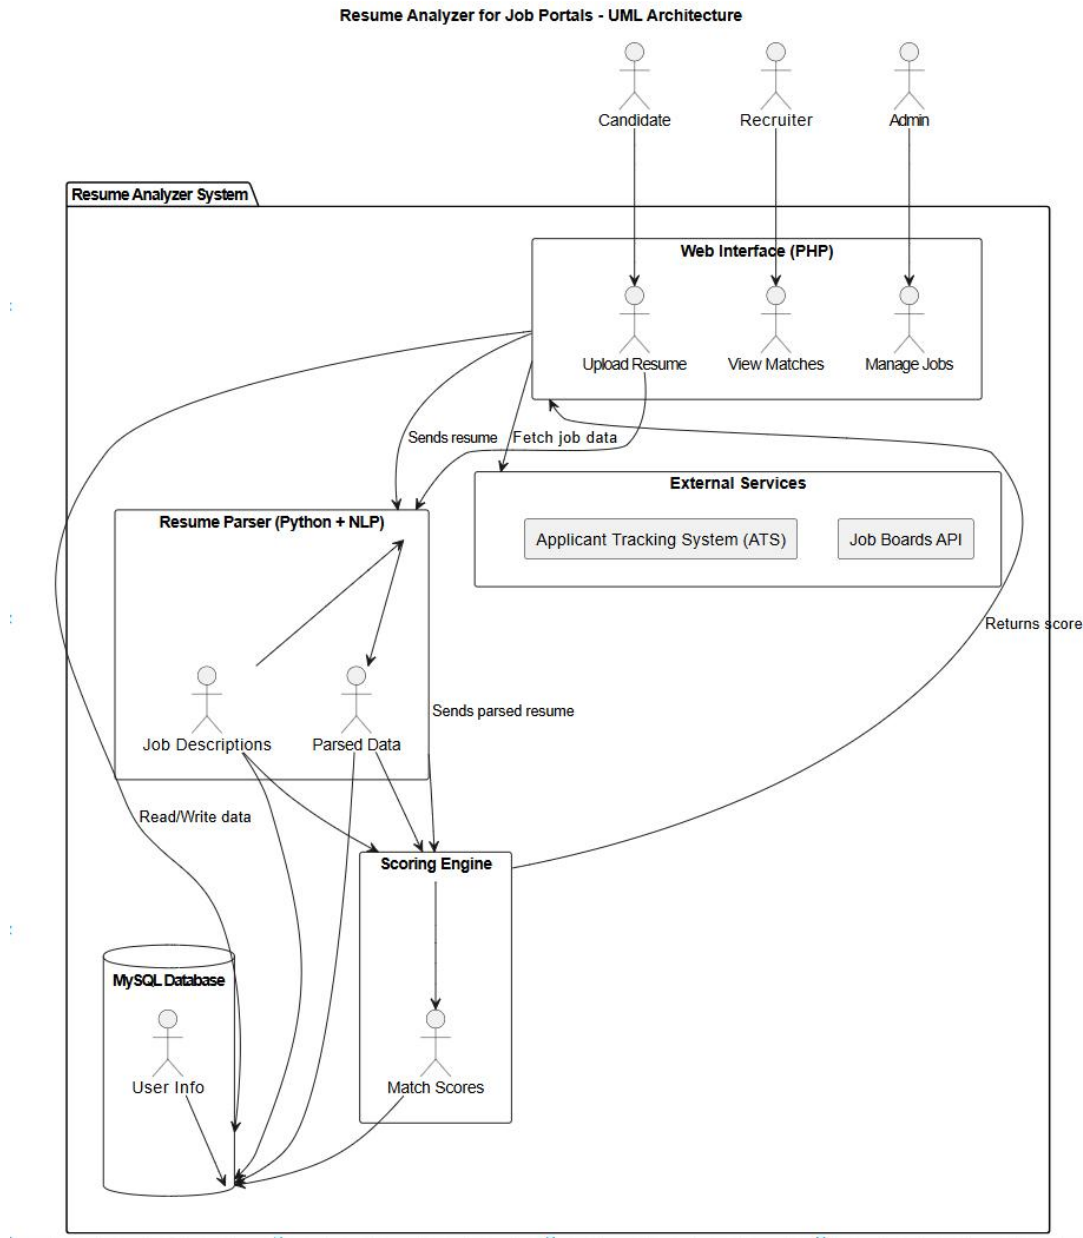 Resume Analyzer for Job Portals - UML Architecture
Candidate
Recruiter
Admin
Resume Analyzer System
Web Interface (PHP)
Upload Resume
View Matches
Manage Jobs
Sends resume
Fetch job data
External Services
Applicant Tracking System (ATS)
Job Boards API
Resume Parser (Python + NLP)
Returns score
Job Descriptions
Parsed Data
Sends parsed resume
Read/Write data
Scoring Engine
MySQL Database
User Info
Match Scores